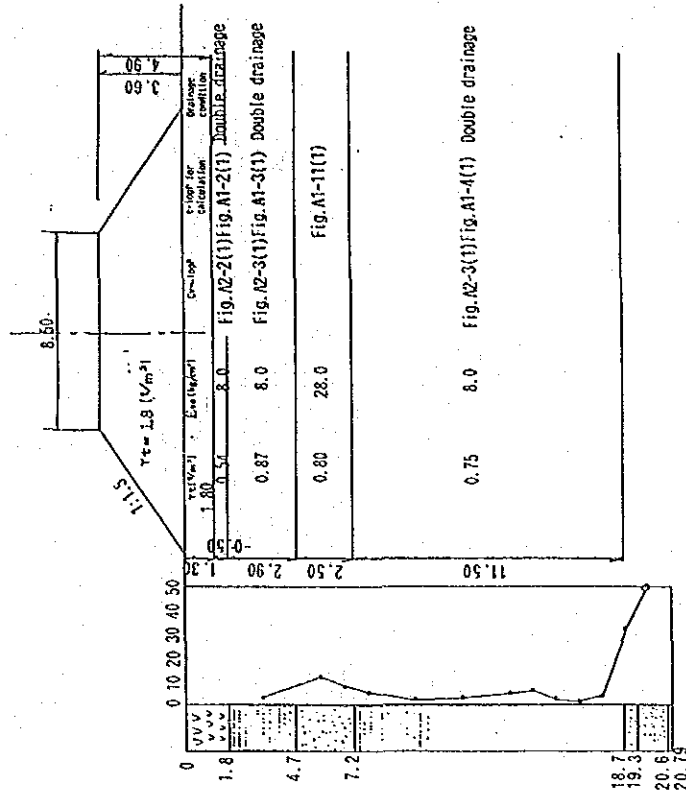 8.60
1:1.5
γt = 1.8 (t/m³)
3.60
4.90
γt(t/m³)
Cv~logP
e-logP for calculation
Drainage condition
1.80
0.50
1.30
8.0 Fig.A2-2(1) Fig.A1-2(1) Double drainage
2.90
0.87 8.0 Fig.A2-3(1) Fig.A1-3(1) Double drainage
2.50
0.80 28.0 Fig.A1-11(1)
11.50
0.75 8.0 Fig.A2-3(1) Fig.A1-4(1) Double drainage
0 10 20 30 40 50
0
1.8
4.7
7.2
18.7
19.3
20.6
20.79